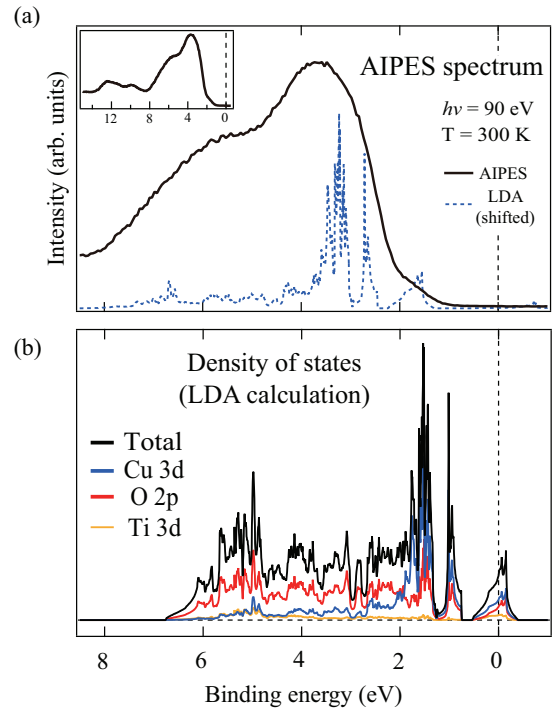 (a)
AIPES spectrum
hν = 90 eV
T = 300 K
AIPES
LDA
(shifted)
12 8 4 0
Intensity (arb. units)
(b)
Density of states
(LDA calculation)
Total
Cu 3d
O 2p
Ti 3d
8 6 4 2 0
Binding energy (eV)